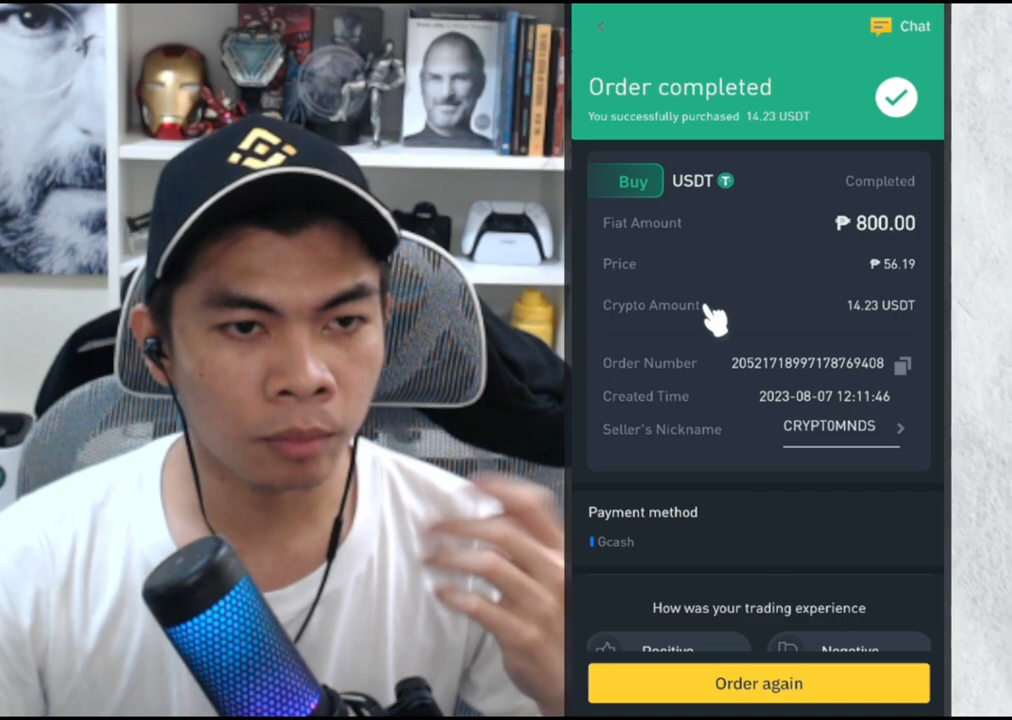 Chat
Order completed
You successfully purchased 14.23 USDT
Buy USDT Completed
Fiat Amount ₱ 800.00
Price ₱ 56.19
Crypto Amount 14.23 USDT
Order Number 20521718997178769408
Created Time 2023-08-07 12:11:46
Seller's Nickname CRYPT0MNDS
Payment method
Gcash
How was your trading experience
Positive Negative
Order again